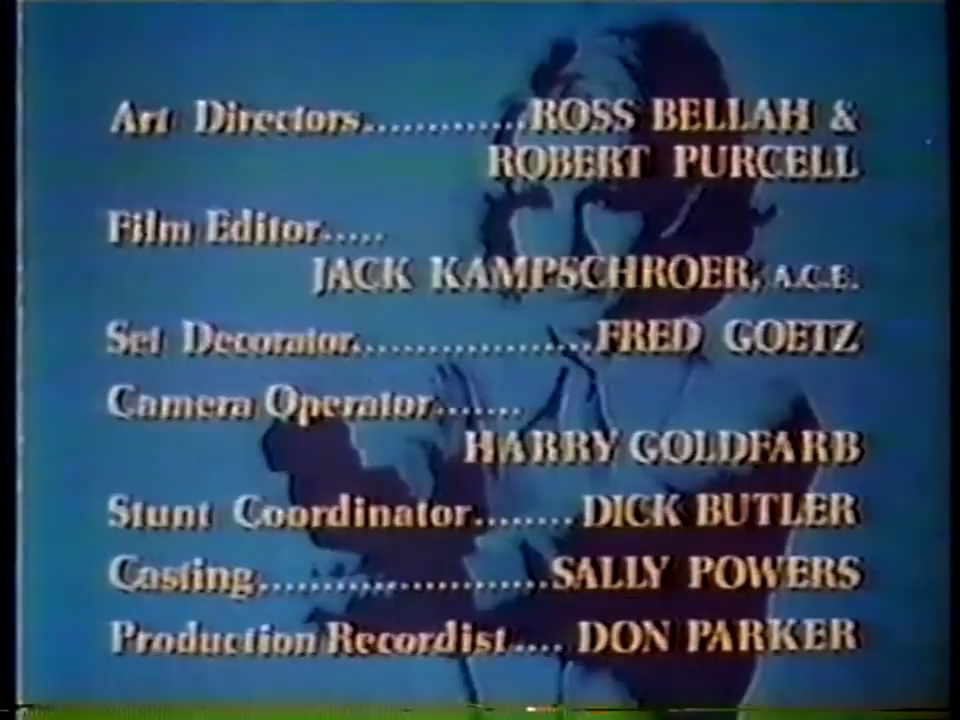 Art Directors.............ROSS BELLAH &
ROBERT PURCELL
Film Editor.....
JACK KAMPSCHROER, A.C.E.
Set Decorator...................FRED GOETZ
Camera Operator.......
HARRY GOLDFARB
Stunt Coordinator........DICK BUTLER
Casting.......................SALLY POWERS
Production Recordist....DON PARKER